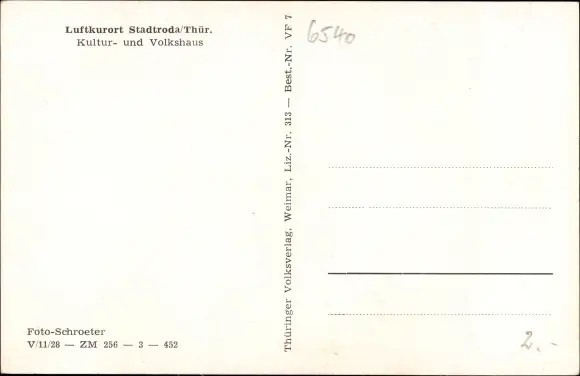 Luftkurort Stadtroda/Thür.
Kultur- und Volkshaus
Foto-Schroeter
V/11/28 — ZM 256 — 3 — 452
Thüringer Volksverlag, Weimar, Liz.-Nr. 313 — Best.-Nr. VF 7
6540
2.-